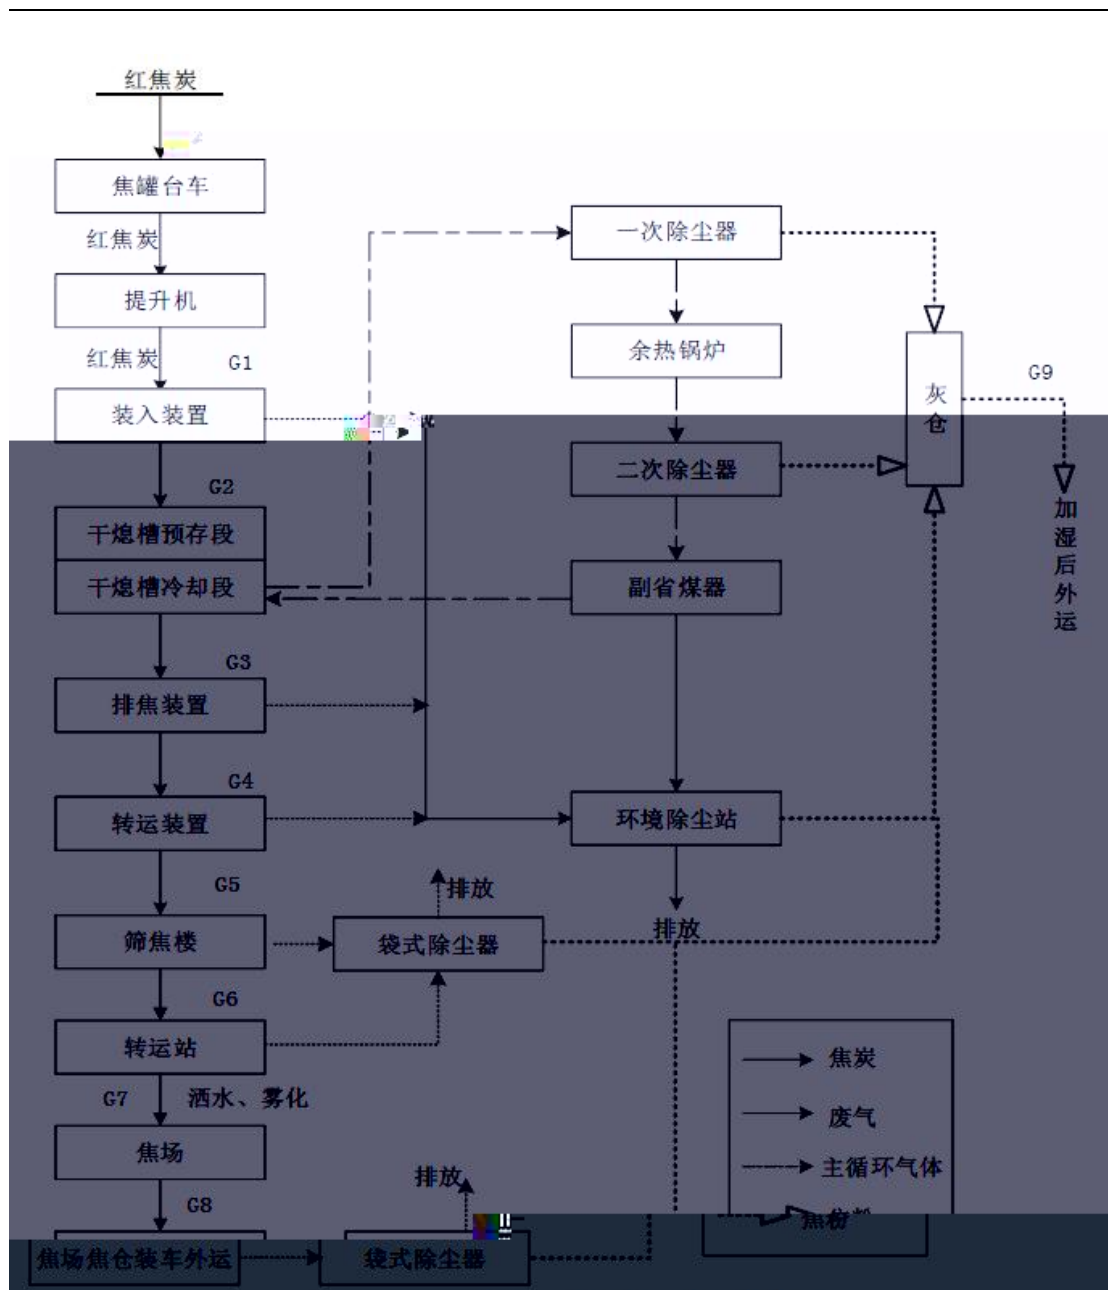 红焦炭
焦罐台车
红焦炭
提升机
红焦炭
G1
装入装置
G2
干熄槽预存段
干熄槽冷却段
G3
排焦装置
G4
转运装置
G5
筛焦楼
G6
转运站
G7
洒水、雾化
焦场
G8
焦场焦仓装车外运
一次除尘器
余热锅炉
二次除尘器
副省煤器
环境除尘站
排放
排放
袋式除尘器
排放
袋式除尘器
灰仓
G9
加湿后外运
焦炭
废气
主循环气体
焦粉